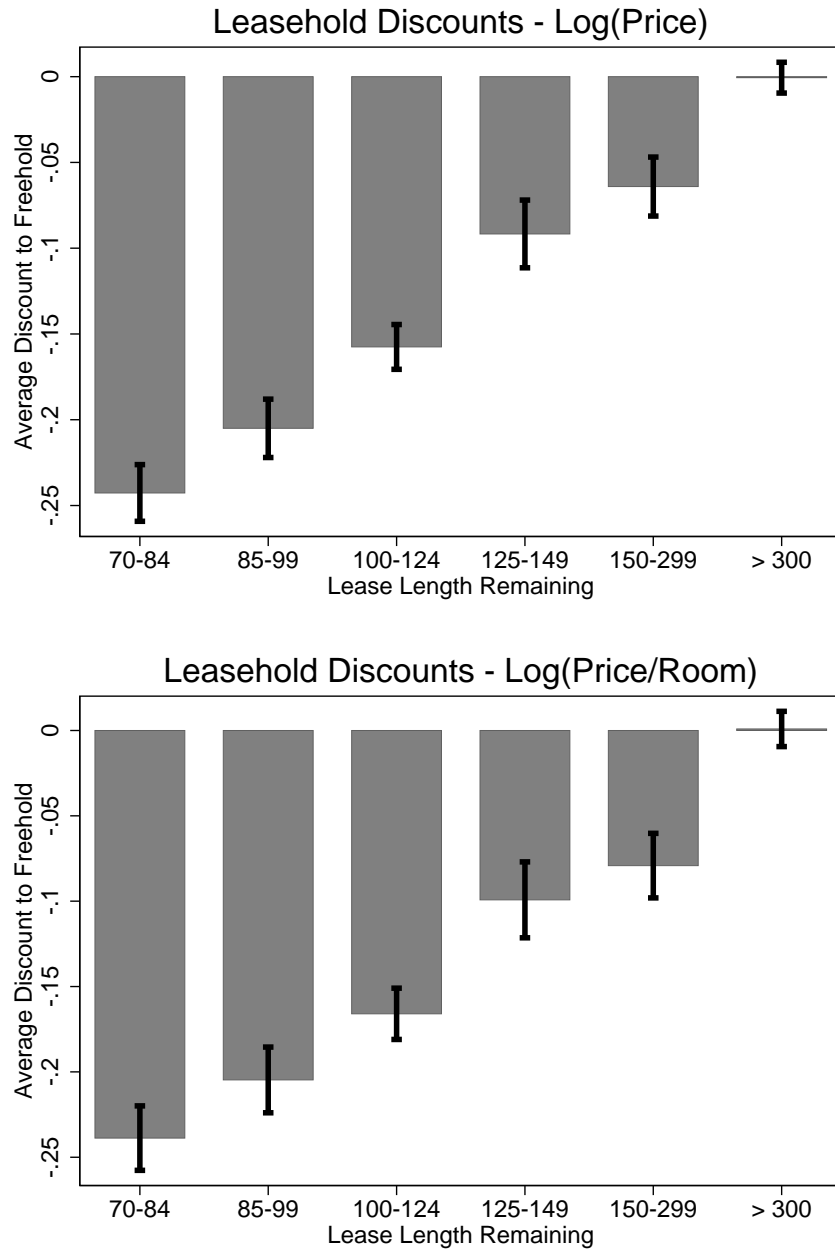 Leasehold Discounts - Log(Price)
Average Discount to Freehold
0
-.05
-.1
-.15
-.2
-.25
70-84 85-99 100-124 125-149 150-299 > 300
Lease Length Remaining
Leasehold Discounts - Log(Price/Room)
Average Discount to Freehold
0
-.05
-.1
-.15
-.2
-.25
70-84 85-99 100-124 125-149 150-299 > 300
Lease Length Remaining